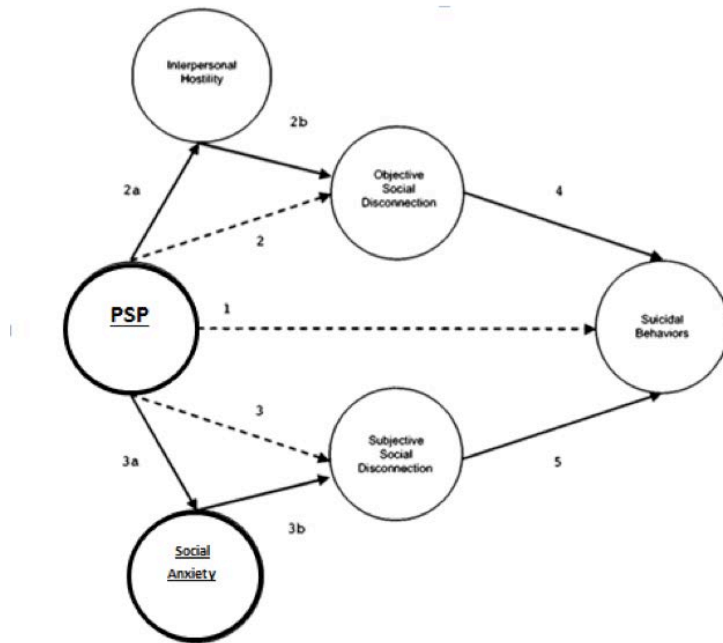 Interpersonal
Hostility
2b
Objective
Social
Disconnection
2a
4
2
PSP
1
Suicidal
Behaviors
3
Subjective
Social
Disconnection
3a
5
3b
Social
Anxiety